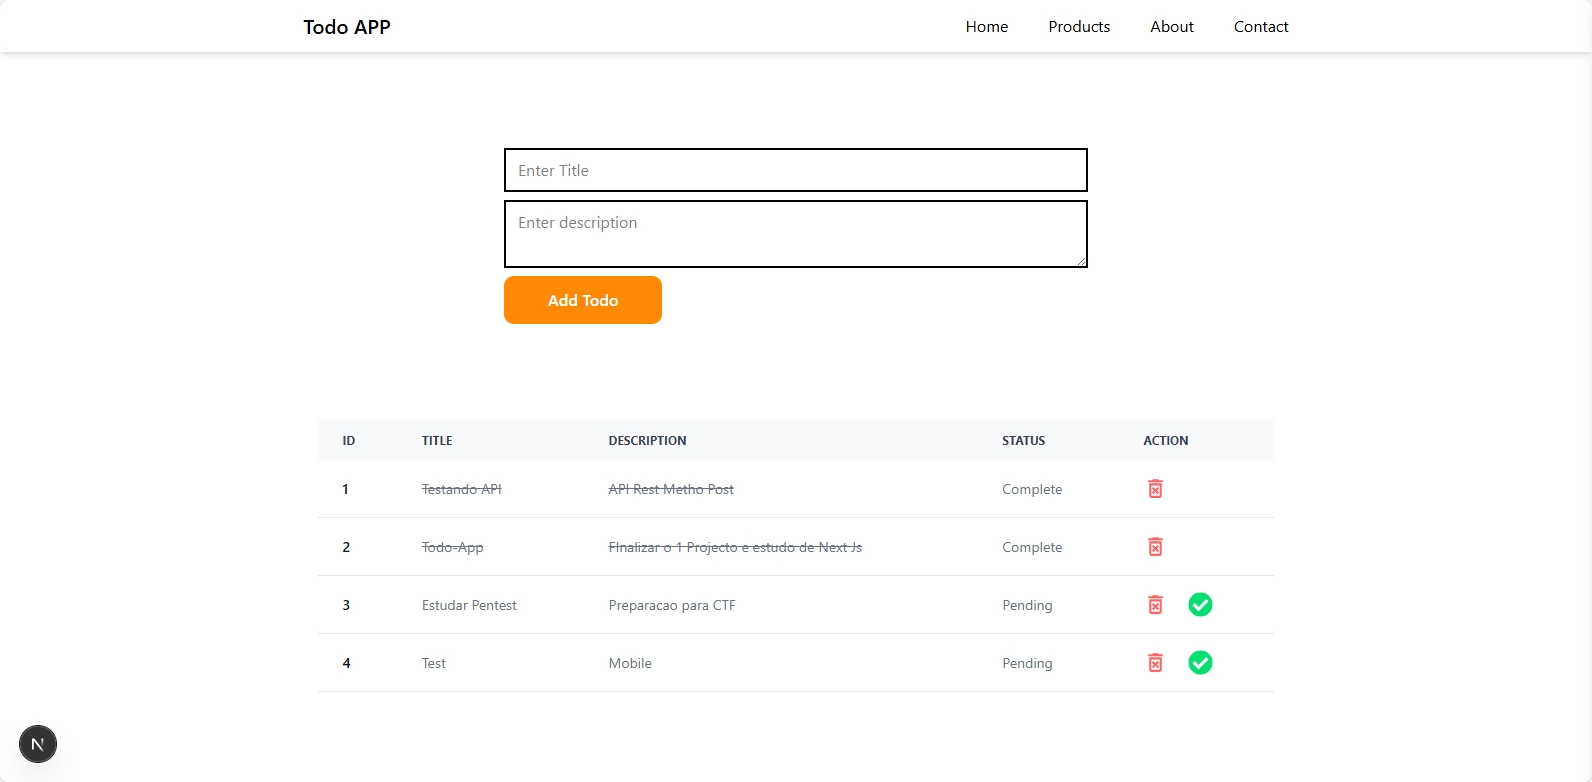 Todo APP Home Products About Contact
Enter Title
Enter description
Add Todo
ID TITLE DESCRIPTION STATUS ACTION
1 Testando API API Rest Metho Post Complete
2 Todo-App FInalizar o 1 Projecto e estudo de Next Js Complete
3 Estudar Pentest Preparacao para CTF Pending
4 Test Mobile Pending
N